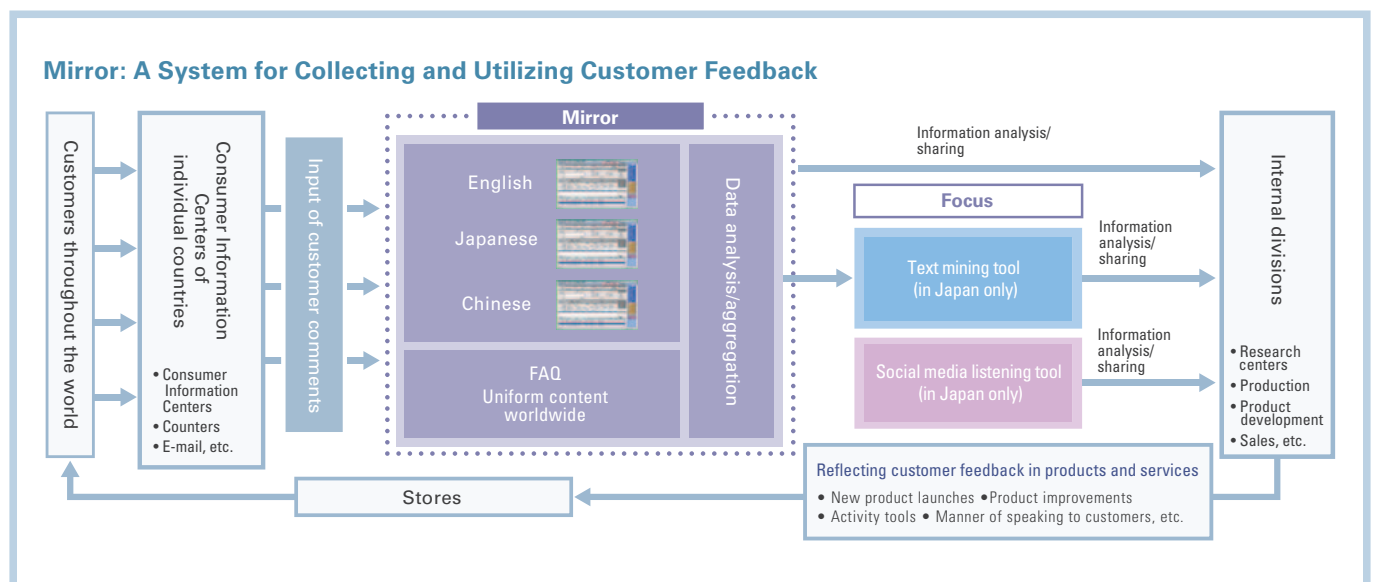 Mirror: A System for Collecting and Utilizing Customer Feedback
Customers throughout the world
Consumer Information
Centers of
individual countries
• Consumer
Information
Centers
• Counters
• E-mail, etc.
Input of customer comments
Mirror
English
Japanese
Chinese
FAQ
Uniform content
worldwide
Data analysis/aggregation
Information analysis/
sharing
Focus
Text mining tool
(in Japan only)
Information
analysis/
sharing
Social media listening tool
(in Japan only)
Information
analysis/
sharing
Internal divisions
• Research
centers
• Production
• Product
development
• Sales, etc.
Reflecting customer feedback in products and services
• New product launches •Product improvements
• Activity tools • Manner of speaking to customers, etc.
Stores